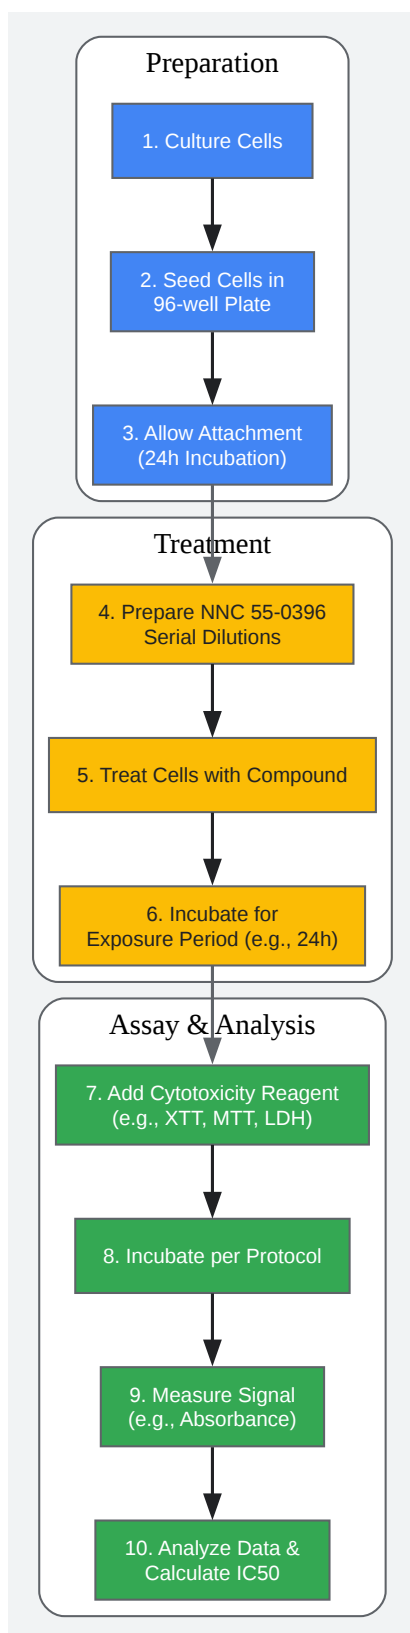 Preparation
1. Culture Cells
2. Seed Cells in
96-well Plate
3. Allow Attachment
(24h Incubation)
Treatment
4. Prepare NNC 55-0396
Serial Dilutions
5. Treat Cells with Compound
6. Incubate for
Exposure Period (e.g., 24h)
Assay & Analysis
7. Add Cytotoxicity Reagent
(e.g., XTT, MTT, LDH)
8. Incubate per Protocol
9. Measure Signal
(e.g., Absorbance)
10. Analyze Data &
Calculate IC50